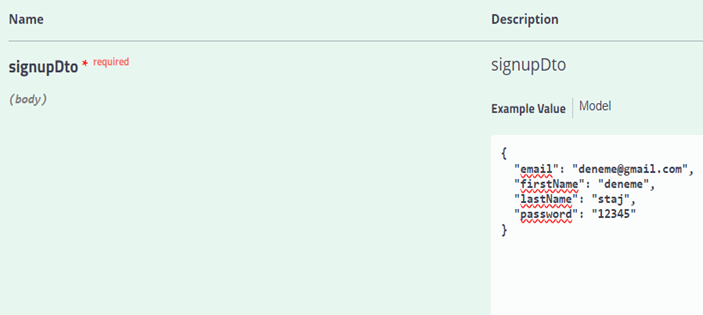 Name Description
signupDto * required
signupDto
(body)
Example Value Model
{
"email": "deneme@gmail.com",
"firstName": "deneme",
"lastName": "staj",
"password": "12345"
}